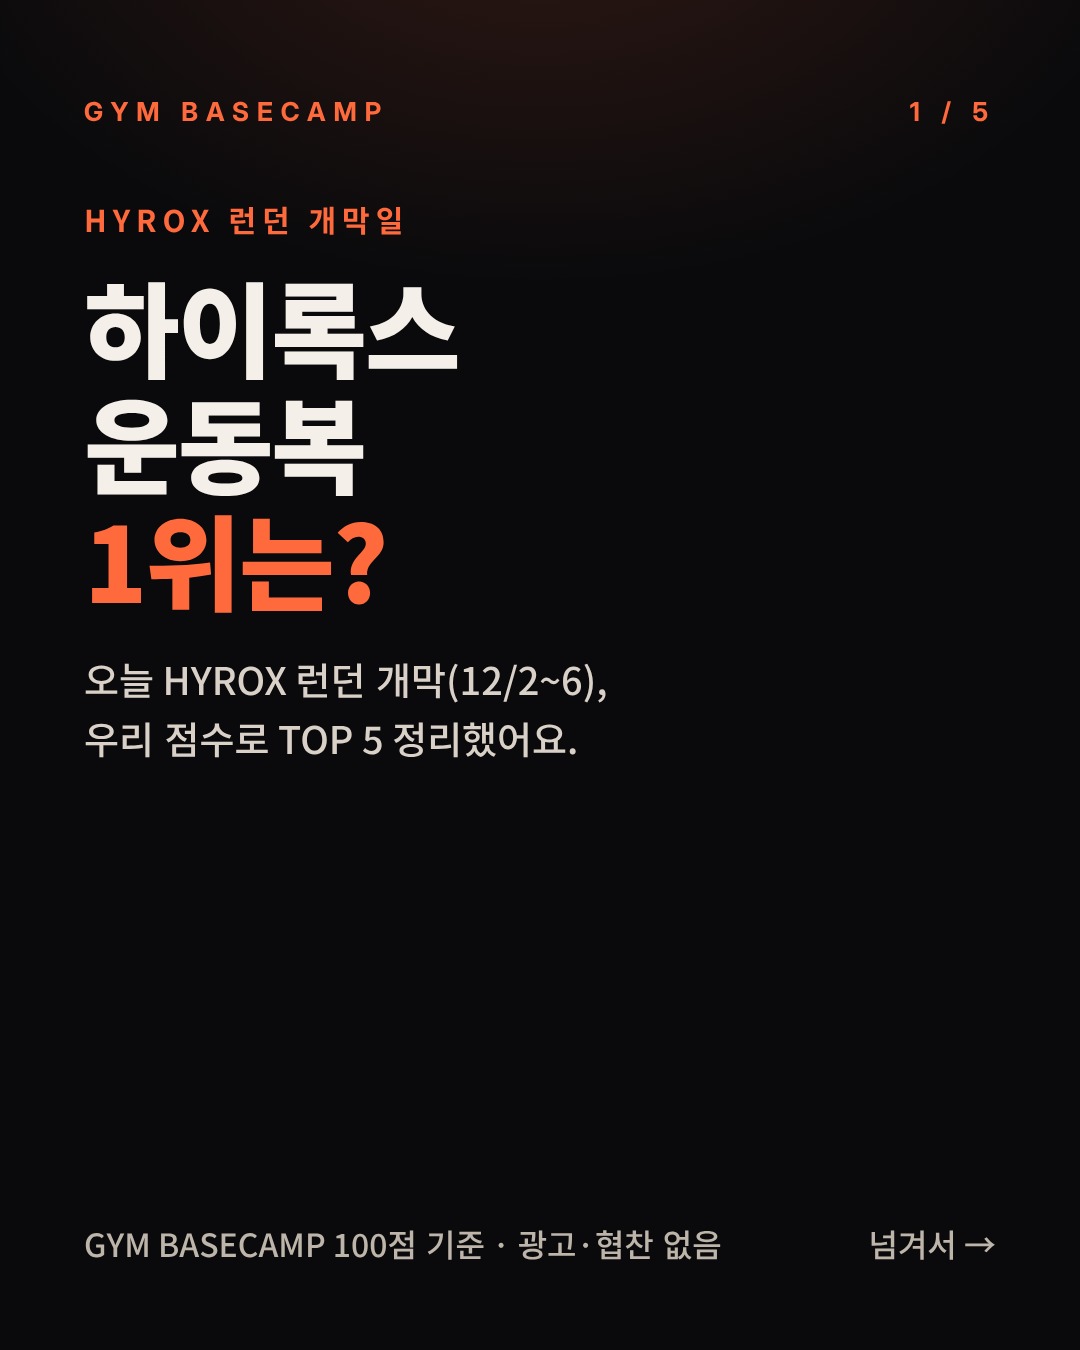 GYM BASECAMP
1 / 5
HYROX 런던 개막일
하이록스
운동복
1위는?
오늘 HYROX 런던 개막(12/2~6),
우리 점수로 TOP 5 정리했어요.
GYM BASECAMP 100점 기준 · 광고·협찬 없음
넘겨서 →